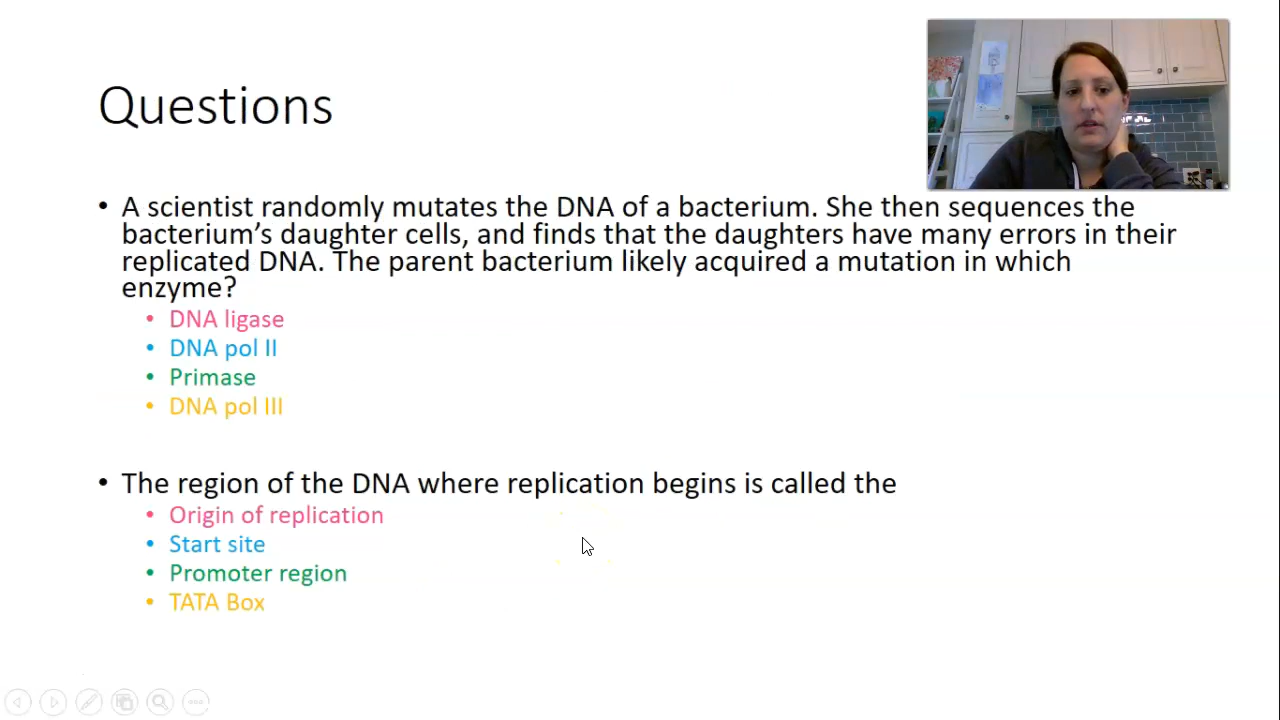 Questions
• A scientist randomly mutates the DNA of a bacterium. She then sequences the
bacterium’s daughter cells, and finds that the daughters have many errors in their
replicated DNA. The parent bacterium likely acquired a mutation in which
enzyme?
• DNA ligase
• DNA pol II
• Primase
• DNA pol III
• The region of the DNA where replication begins is called the
• Origin of replication
• Start site
• Promoter region
• TATA Box